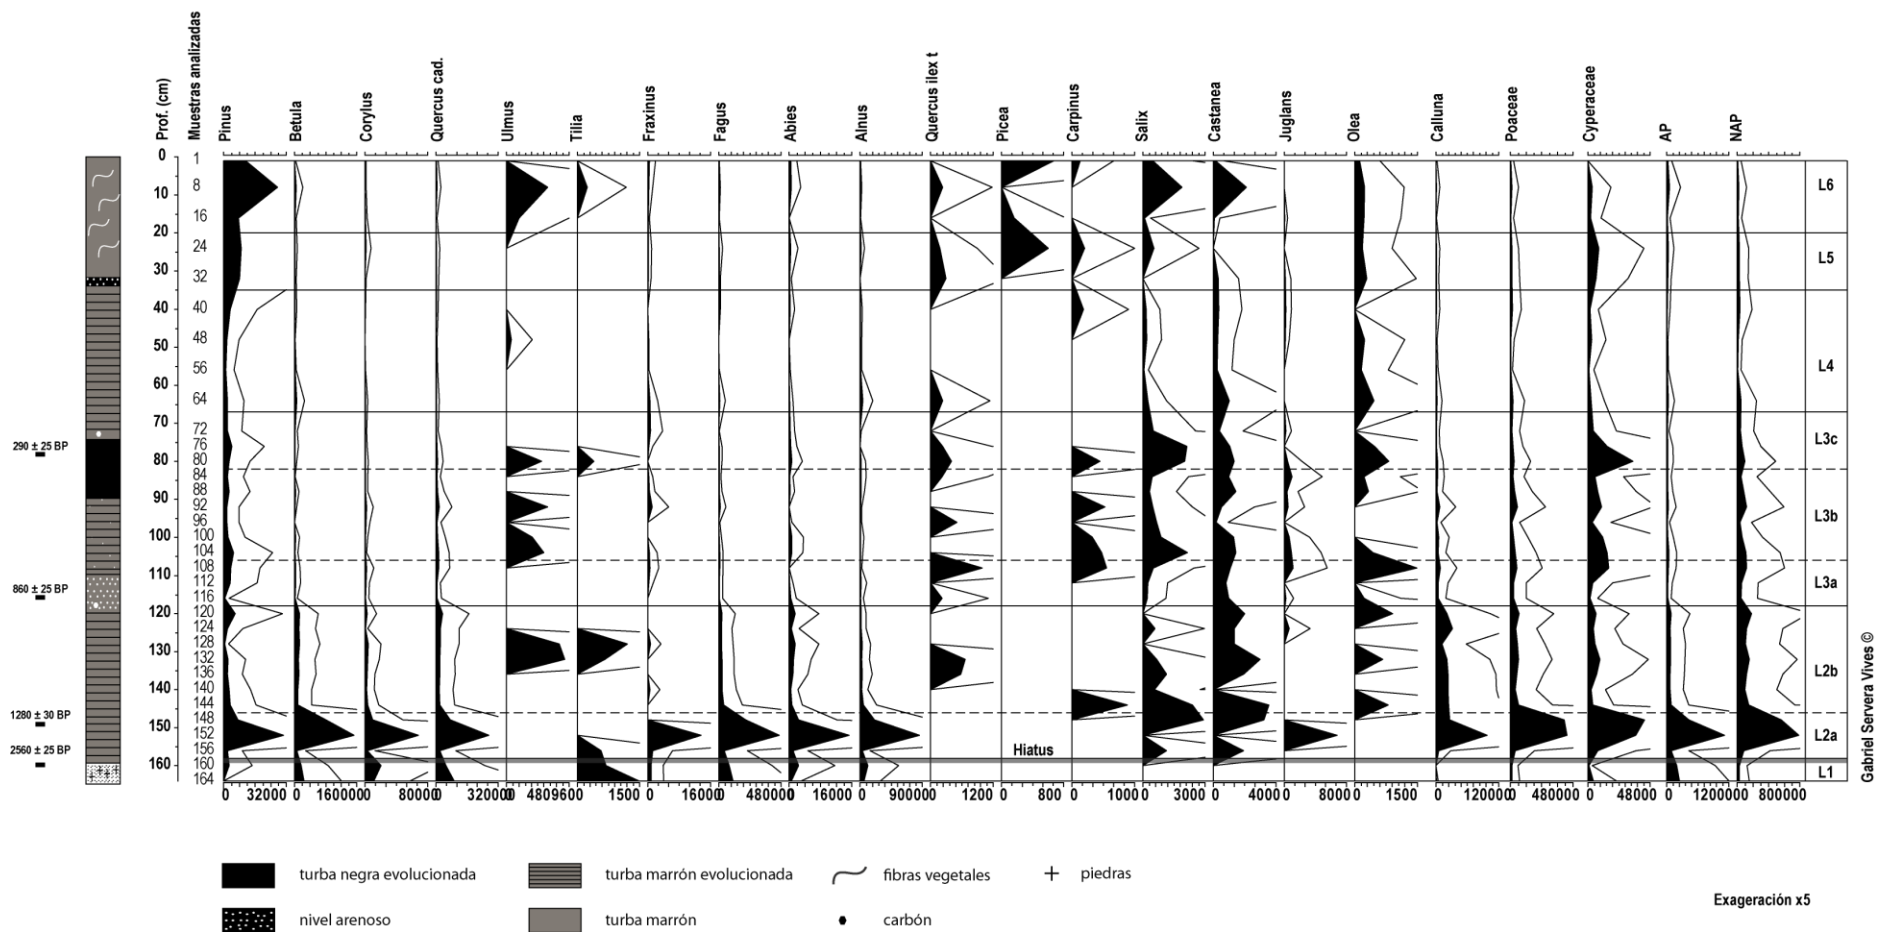 Prof. (cm)
Muestras analizadas
Pinus
Betula
Corylus
Quercus cad.
Ulmus
Tilia
Fraxinus
Fagus
Abies
Alnus
Quercus ilex t
Picea
Carpinus
Salix
Castanea
Juglans
Olea
Calluna
Poaceae
Cyperaceae
AP
NAP
0 1
8
10
16
20
24
30 32
40 40
50 48
56
60
64
70 72
76
80 80
84
88
90 92
96
100 100
104
110 108
112
116
120 120
124
130 128
132
136
140 140
144
150 148
152
156
160 160
164
290 ± 25 BP
860 ± 25 BP
1280 ± 30 BP
2560 ± 25 BP
L6
L5
L4
L3c
L3b
L3a
L2b
L2a
L1
Hiatus
0 32000
0 1600000
0 80000
0 320000
0 4809600
0 1500
0 16000
0 480000
0 16000
0 90000
0 1200
0 800
0 1000
0 3000
0 4000
0 8000
0 1500
0 120000
0 480000
0 48000
0 1200000
0 800000
Gabriel Servera Vives ©
turba negra evolucionada
turba marrón evolucionada
fibras vegetales
piedras
nivel arenoso
turba marrón
carbón
Exageración x5